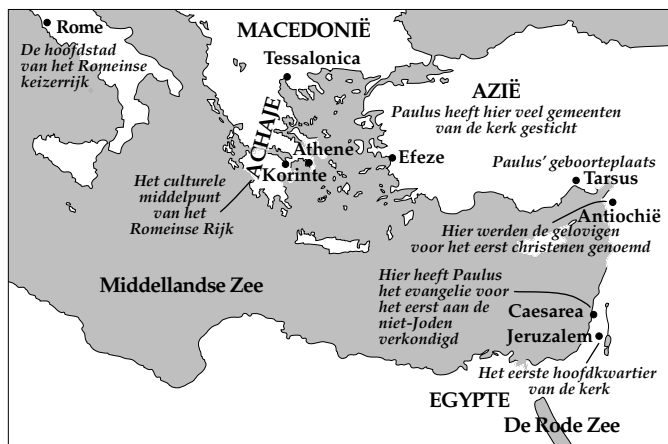 Rome
De hoofdstad
van het Romeinse
keizerrijk
MACEDONIË
Tessalonica
AZIË
Paulus heeft hier veel gemeenten
van de kerk gesticht
ACHAJE
Athene
Korinte
Efeze
Paulus’ geboorteplaats
Tarsus
Het culturele
middelpunt
van het
Romeinse Rijk
Antiochië
Hier werden de gelovigen
voor het eerst christenen genoemd
Middellandse Zee
Hier heeft Paulus
het evangelie voor
het eerst aan de
niet-Joden
verkondigd
Caesarea
Jeruzalem
Het eerste hoofdkwartier
van de kerk
EGYPTE
De Rode Zee